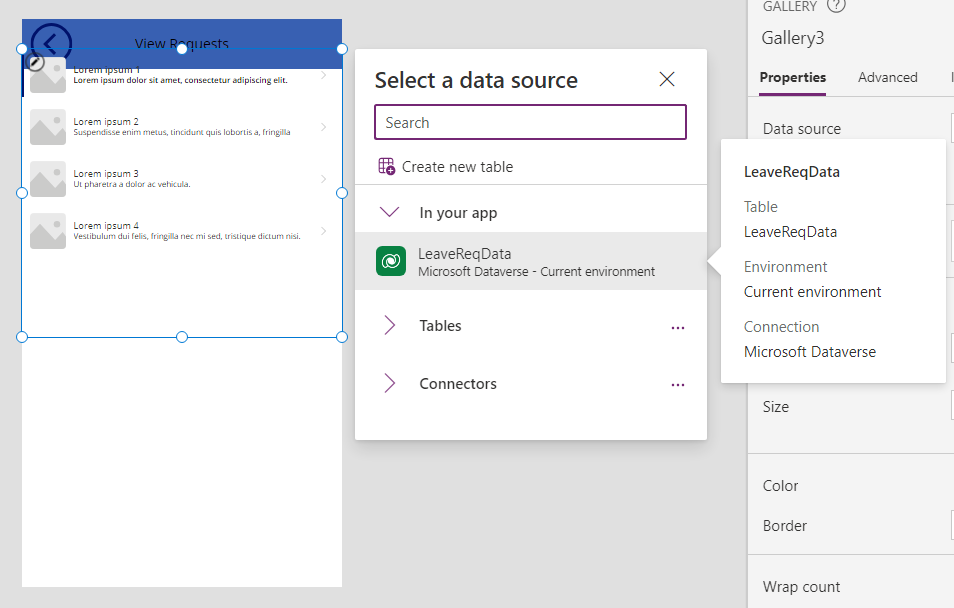 View Requests
Lorem ipsum 1
Lorem ipsum dolor sit amet, consectetur adipiscing elit.
Lorem ipsum 2
Suspendisse enim metus, tincidunt quis lobortis a, fringilla
Lorem ipsum 3
Ut pharetra a dolor ac vehicula.
Lorem ipsum 4
Vestibulum dui felis, fringilla nec mi sed, tristique dictum nisi.
Select a data source
Search
Create new table
In your app
LeaveReqData
Microsoft Dataverse - Current environment
Tables
...
Connectors
...
GALLERY ?
Gallery3
Properties Advanced
Data source
LeaveReqData
Table
LeaveReqData
Environment
Current environment
Connection
Microsoft Dataverse
Size
Color
Border
Wrap count